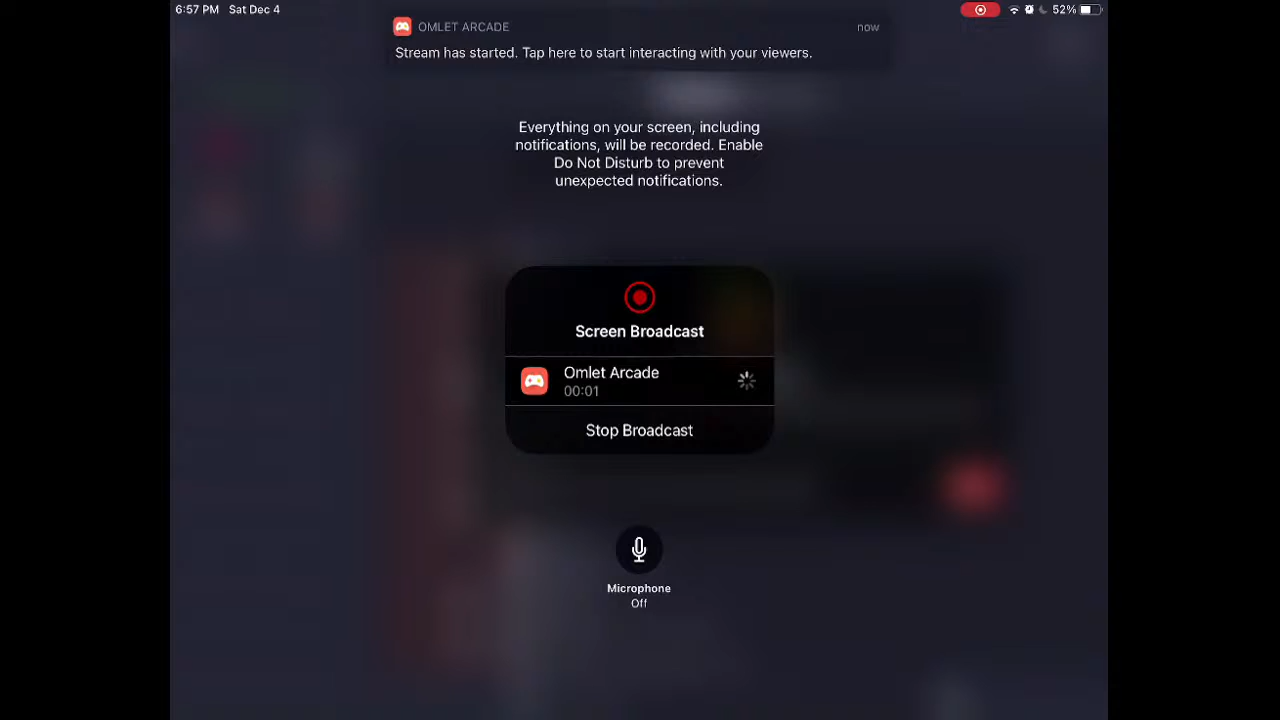 6:57 PM Sat Dec 4
52%
OMLET ARCADE
now
Stream has started. Tap here to start interacting with your viewers.
Everything on your screen, including
notifications, will be recorded. Enable
Do Not Disturb to prevent
unexpected notifications.
Screen Broadcast
Omlet Arcade
00:01
Stop Broadcast
Microphone
Off